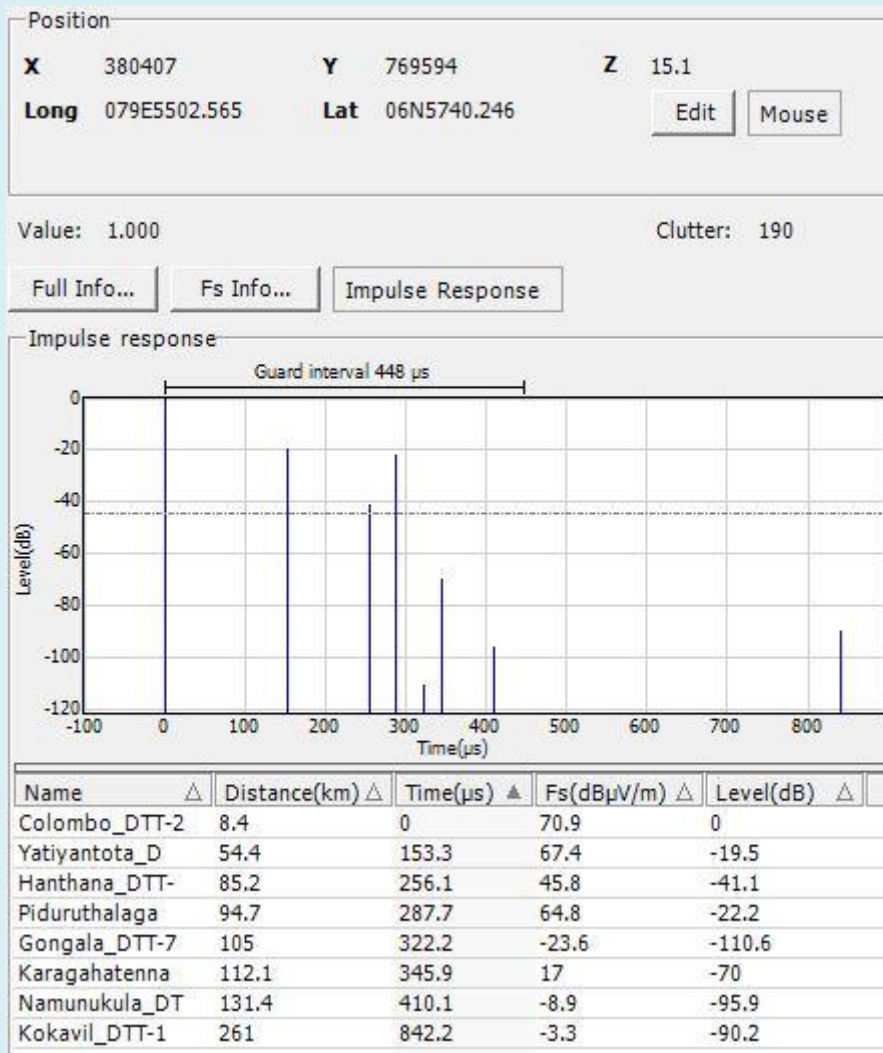 Position
X 380407 Y 769594 Z 15.1
Long 079E5502.565 Lat 06N5740.246 Edit Mouse
Value: 1.000 Clutter: 190
Full Info... Fs Info... Impulse Response
Impulse response
Guard interval 448 µs
0
-20
-40
-60
-80
-100
-120
Level(dB)
-100 0 100 200 300 400 500 600 700 800
Time(µs)
Name Distance(km) Time(µs) Fs(dBµV/m) Level(dB)
Colombo_DTT-2 8.4 0 70.9 0
Yatiyantota_D 54.4 153.3 67.4 -19.5
Hanthana_DTT- 85.2 256.1 45.8 -41.1
Piduruthalaga 94.7 287.7 64.8 -22.2
Gongala_DTT-7 105 322.2 -23.6 -110.6
Karagahatenna 112.1 345.9 17 -70
Namunukula_DT 131.4 410.1 -8.9 -95.9
Kokavil_DTT-1 261 842.2 -3.3 -90.2